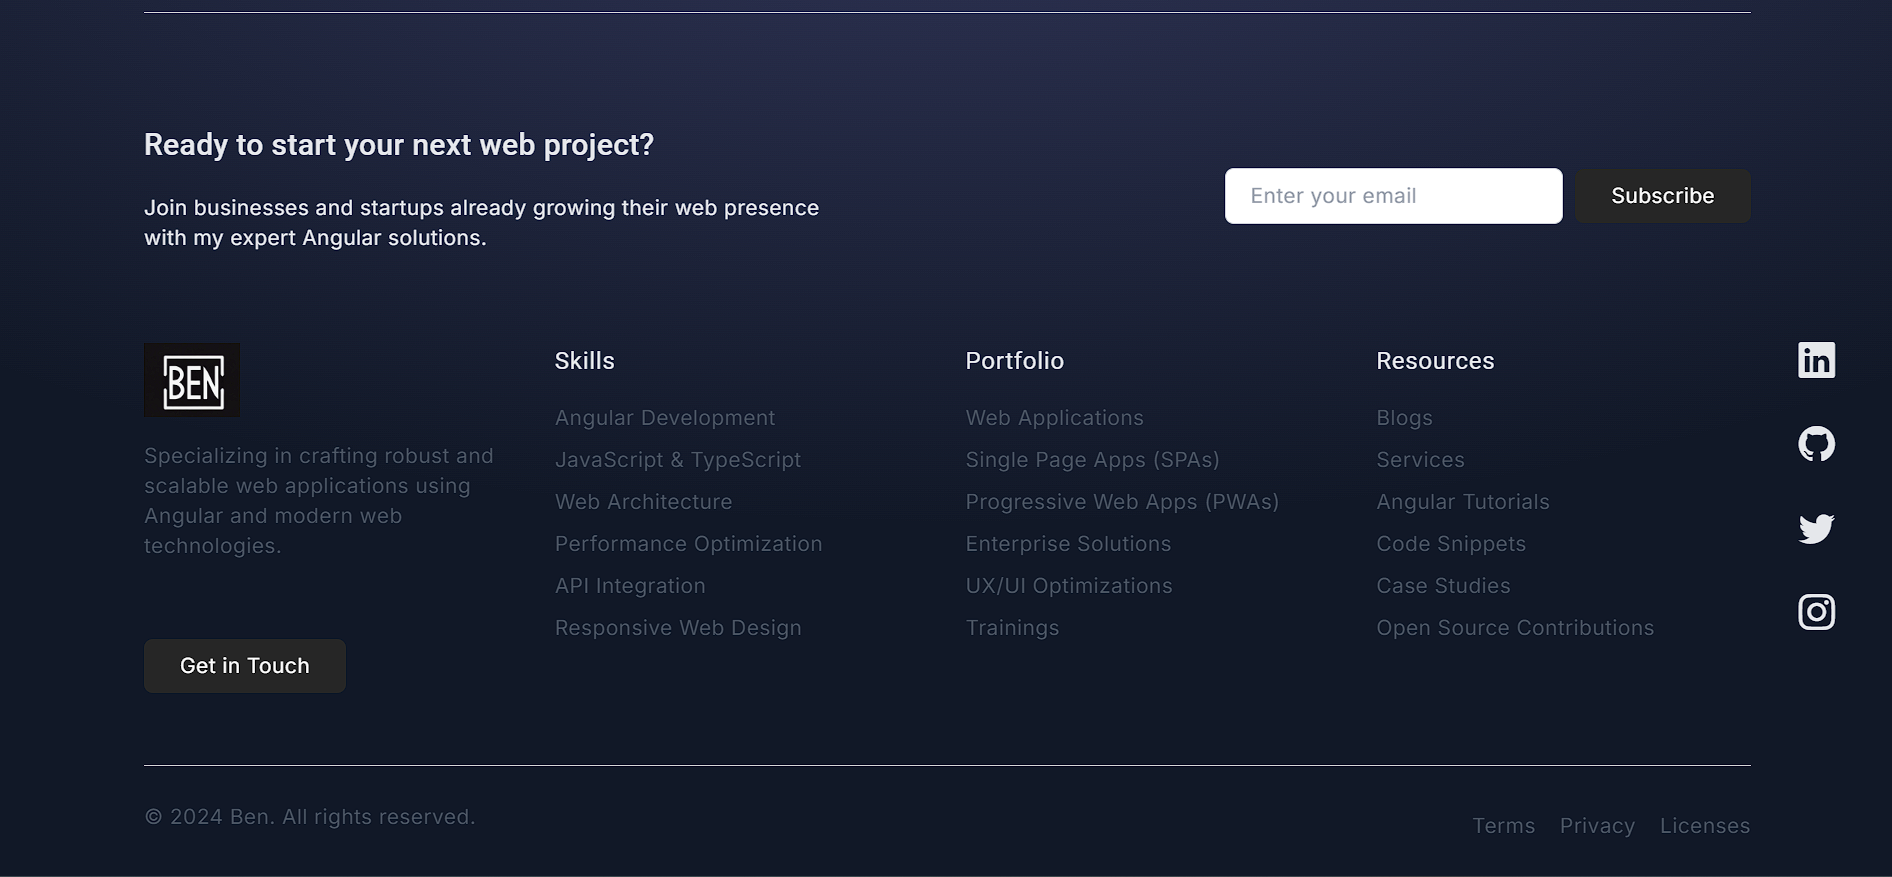 Ready to start your next web project?
Join businesses and startups already growing their web presence
with my expert Angular solutions.
Enter your email
Subscribe
BEN
Specializing in crafting robust and
scalable web applications using
Angular and modern web
technologies.
Get in Touch
Skills
Angular Development
JavaScript & TypeScript
Web Architecture
Performance Optimization
API Integration
Responsive Web Design
Portfolio
Web Applications
Single Page Apps (SPAs)
Progressive Web Apps (PWAs)
Enterprise Solutions
UX/UI Optimizations
Trainings
Resources
Blogs
Services
Angular Tutorials
Code Snippets
Case Studies
Open Source Contributions
in
© 2024 Ben. All rights reserved.
Terms Privacy Licenses